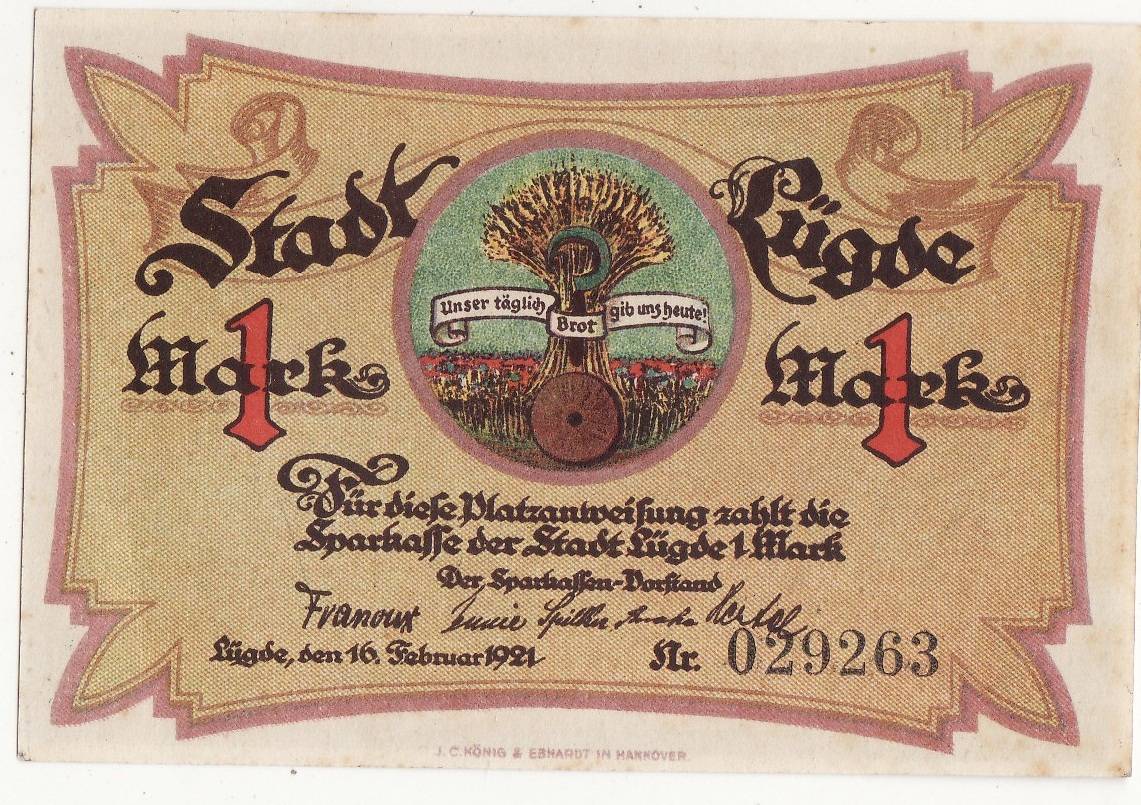 Stadt Lügde
1 Mark
1 Mark
Unser täglich Brot gib uns heute!
Für diese Platzanweisung zahlt die
Sparkasse der Stadt Lügde 1 Mark
Der Sparkassen-Vorstand
Franoux
Lügde, den 16. Februar 1921 Nr. 029263
J. C. KÖNIG & EBHARDT IN HANNOVER